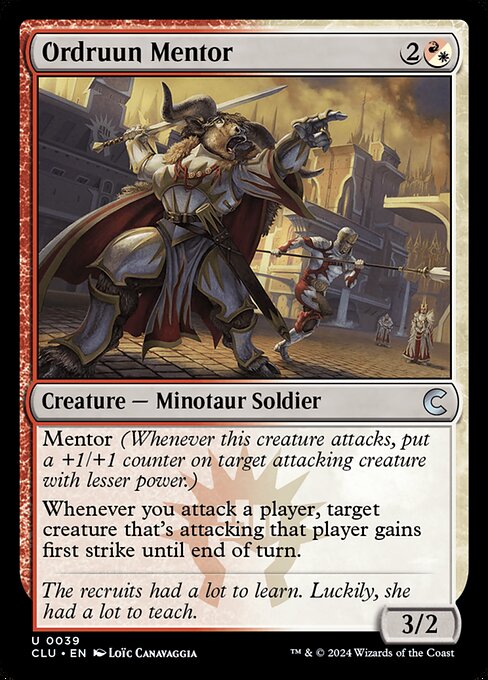 Ordruun Mentor 2
Creature — Minotaur Soldier
Mentor (Whenever this creature attacks, put
a +1/+1 counter on target attacking creature
with lesser power.)
Whenever you attack a player, target
creature that's attacking that player gains
first strike until end of turn.
The recruits had a lot to learn. Luckily, she
had a lot to teach.
3/2
U 0039
CLU • EN Loïc Canavaggia
™ & © 2024 Wizards of the Coast